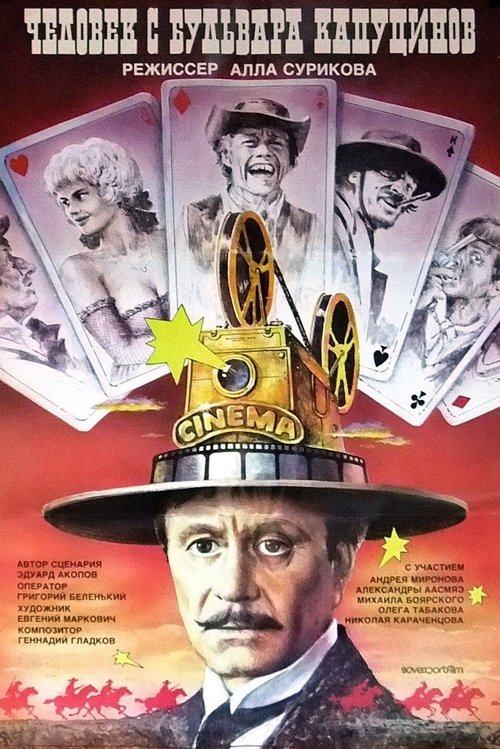 ЧЕЛОВЕК С БУЛЬВАРА КАПУЦИНОВ
РЕЖИССЕР АЛЛА СУРИКОВА
K
CINEMA
АВТОР СЦЕНАРИЯ
ЭДУАРД АКОПОВ
ОПЕРАТОР
ГРИГОРИЙ БЕЛЕНЬКИЙ
ХУДОЖНИК
ЕВГЕНИЙ МАРКОВИЧ
КОМПОЗИТОР
ГЕННАДИЙ ГЛАДКОВ
С УЧАСТИЕМ
АНДРЕЯ МИРОНОВА
АЛЕКСАНДРЫ ААСМЯЭ
МИХАИЛА БОЯРСКОГО
ОЛЕГА ТАБАКОВА
НИКОЛАЯ КАРАЧЕНЦОВА
sovexportfilm